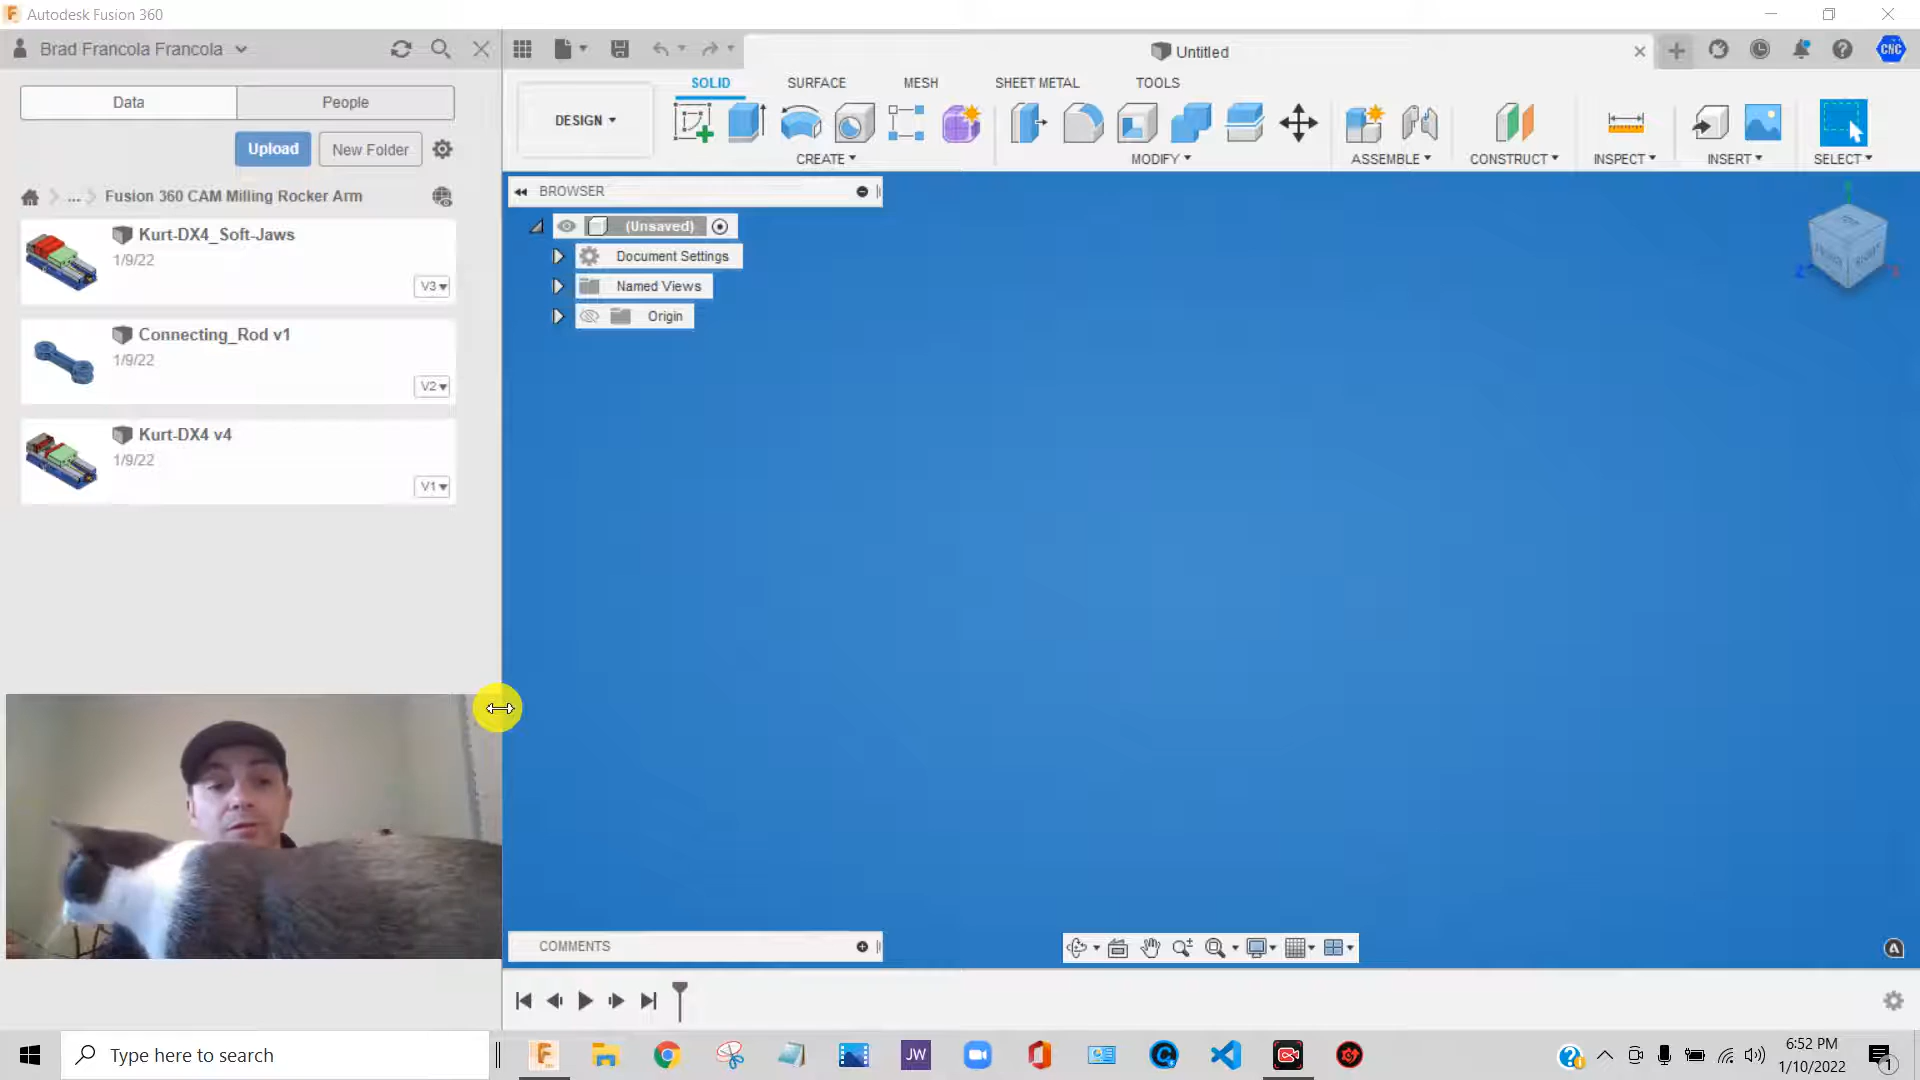 Autodesk Fusion 360
Brad Francola Francola
Untitled
CNC
Data
People
Upload
New Folder
... Fusion 360 CAM Milling Rocker Arm
Kurt-DX4_Soft-Jaws
1/9/22
V3
Connecting_Rod v1
1/9/22
V2
Kurt-DX4 v4
1/9/22
V1
SOLID
SURFACE
MESH
SHEET METAL
TOOLS
DESIGN
CREATE
MODIFY
ASSEMBLE
CONSTRUCT
INSPECT
INSERT
SELECT
BROWSER
(Unsaved)
Document Settings
Named Views
Origin
COMMENTS
Type here to search
JW
6:52 PM
1/10/2022
1